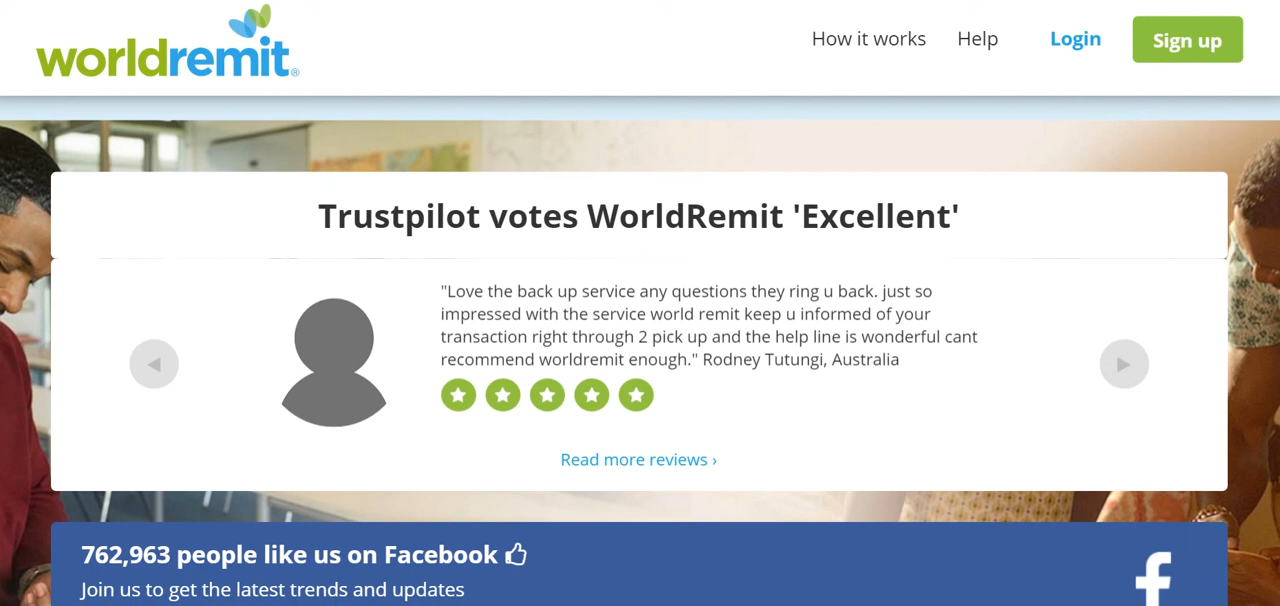 worldremit®
How it works
Help
Login
Sign up
Trustpilot votes WorldRemit 'Excellent'
"Love the back up service any questions they ring u back. just so
impressed with the service world remit keep u informed of your
transaction right through 2 pick up and the help line is wonderful cant
recommend worldremit enough." Rodney Tutungi, Australia
Read more reviews ›
762,963 people like us on Facebook
Join us to get the latest trends and updates
f